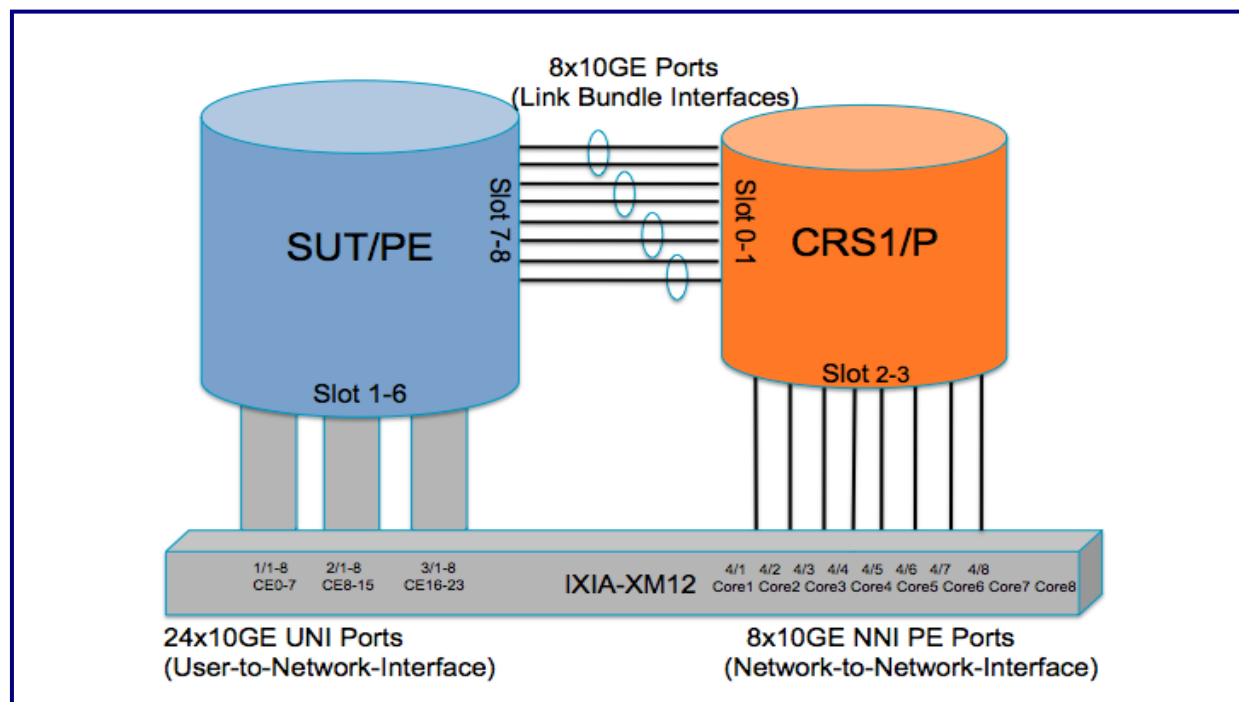 8x10GE Ports
(Link Bundle Interfaces)
SUT/PE
Slot 7-8
Slot 0-1
CRS1/P
Slot 1-6
Slot 2-3
1/1-8
CE0-7
2/1-8
CE8-15
3/1-8
CE16-23
IXIA-XM12
4/1 4/2 4/3 4/4 4/5 4/6 4/7 4/8
Core1 Core2 Core3 Core4 Core5 Core6 Core7 Core8
24x10GE UNI Ports
(User-to-Network-Interface)
8x10GE NNI PE Ports
(Network-to-Network-Interface)